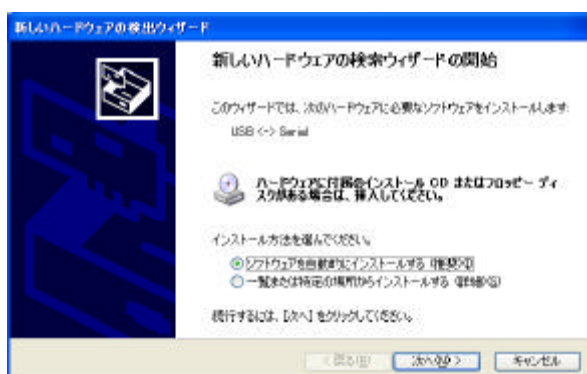 新しいハードウェアの検出ウィザード
新しいハードウェアの検索ウィザードの開始
このウィザードでは、次のハードウェアに必要なソフトウェアをインストールします:
USB <-> Serial
ハードウェアに付属のインストール CD またはフロッピー ディ
スクがある場合は、挿入してください。
インストール方法を選んでください。
ソフトウェアを自動的にインストールする (推奨)(I)
一覧または特定の場所からインストールする (詳細)(S)
続行するには、[次へ] をクリックしてください。
< 戻る(B)
次へ(N) >
キャンセル